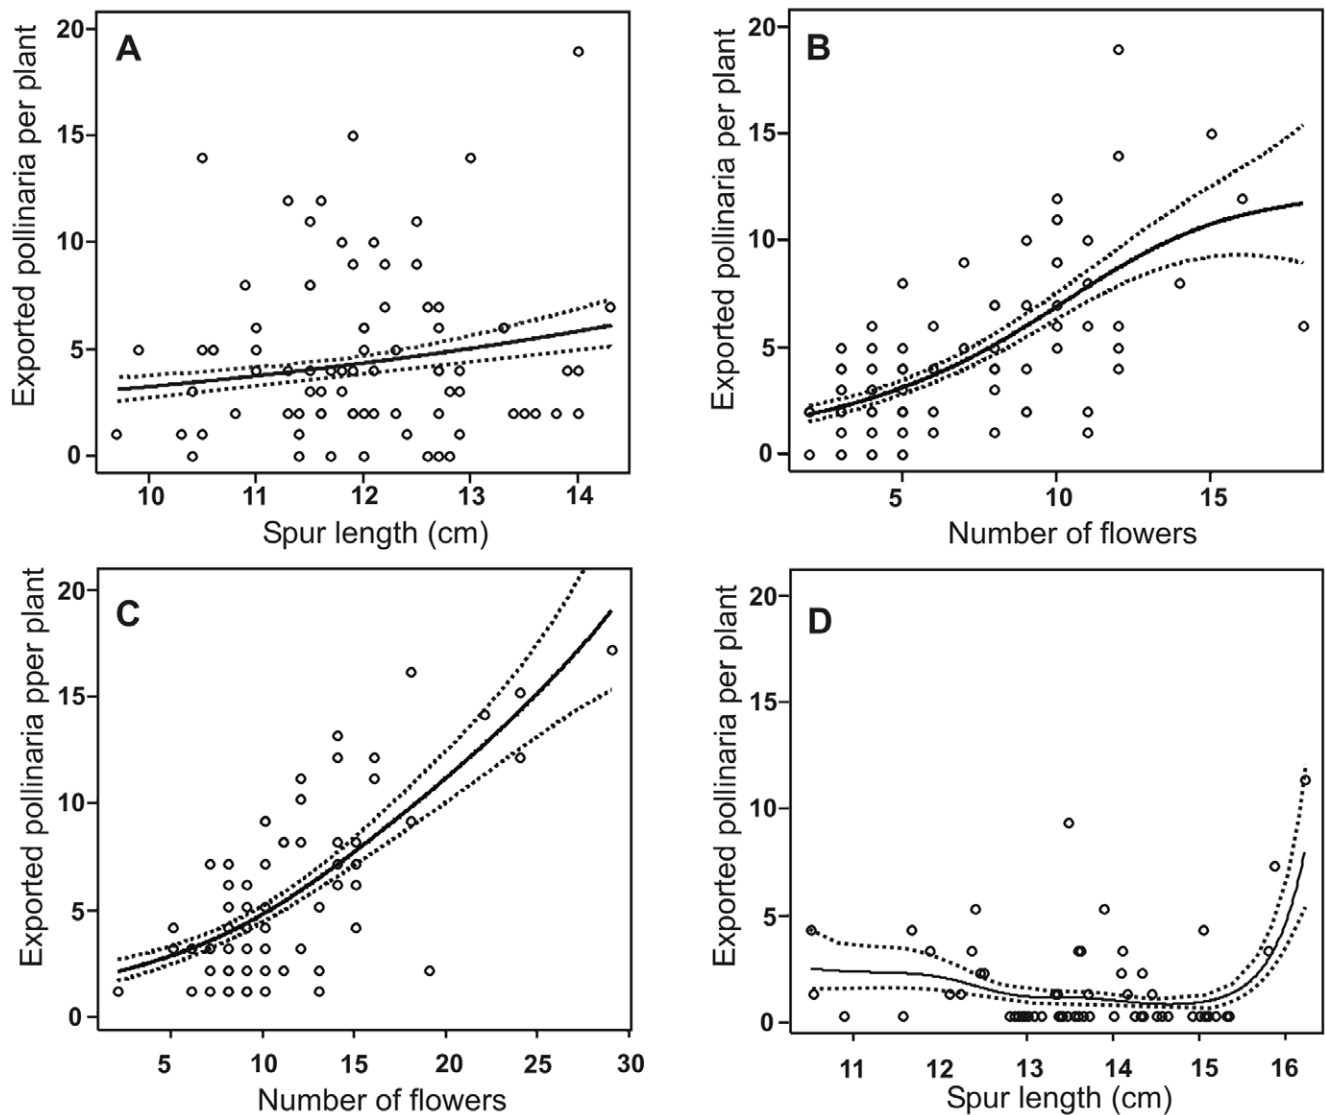 A
Exported pollinaria per plant
20
15
10
5
0
10 11 12 13 14
Spur length (cm)
B
Exported pollinaria per plant
20
15
10
5
0
5 10 15
Number of flowers
C
Exported pollinaria pper plant
20
15
10
5
0
5 10 15 20 25 30
Number of flowers
D
Exported pollinaria per plant
20
15
10
5
0
11 12 13 14 15 16
Spur length (cm)